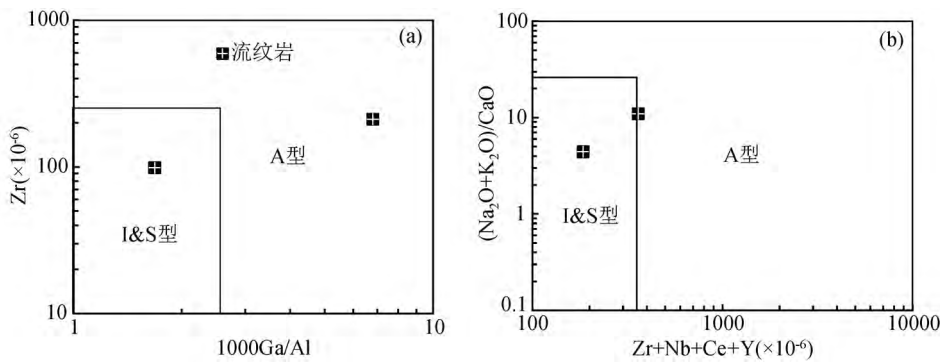 1000
(a)
流纹岩
Zr(×10⁻⁶)
100
A型
I&S型
10
1
10
1000Ga/Al
100
(b)
(Na₂O+K₂O)/CaO
10
A型
1
I&S型
0.1
100
1000
10000
Zr+Nb+Ce+Y(×10⁻⁶)